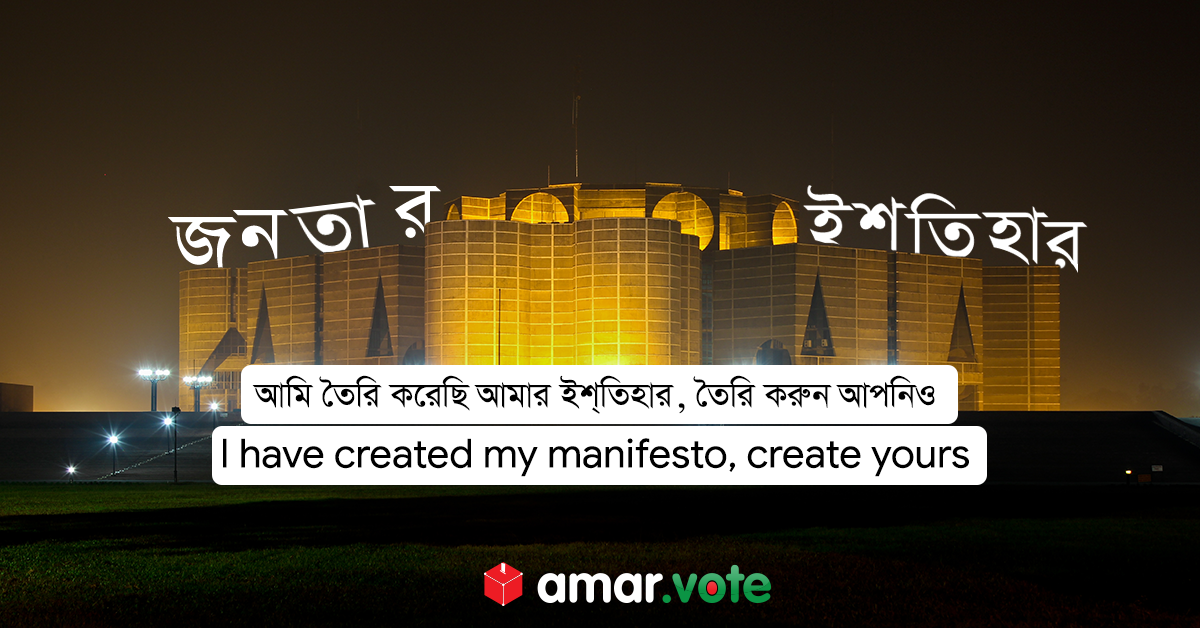 জনতার ইশতিহার
আমি তৈরি করেছি আমার ইশ্‌তিহার, তৈরি করুন আপনিও
I have created my manifesto, create yours
amar.vote